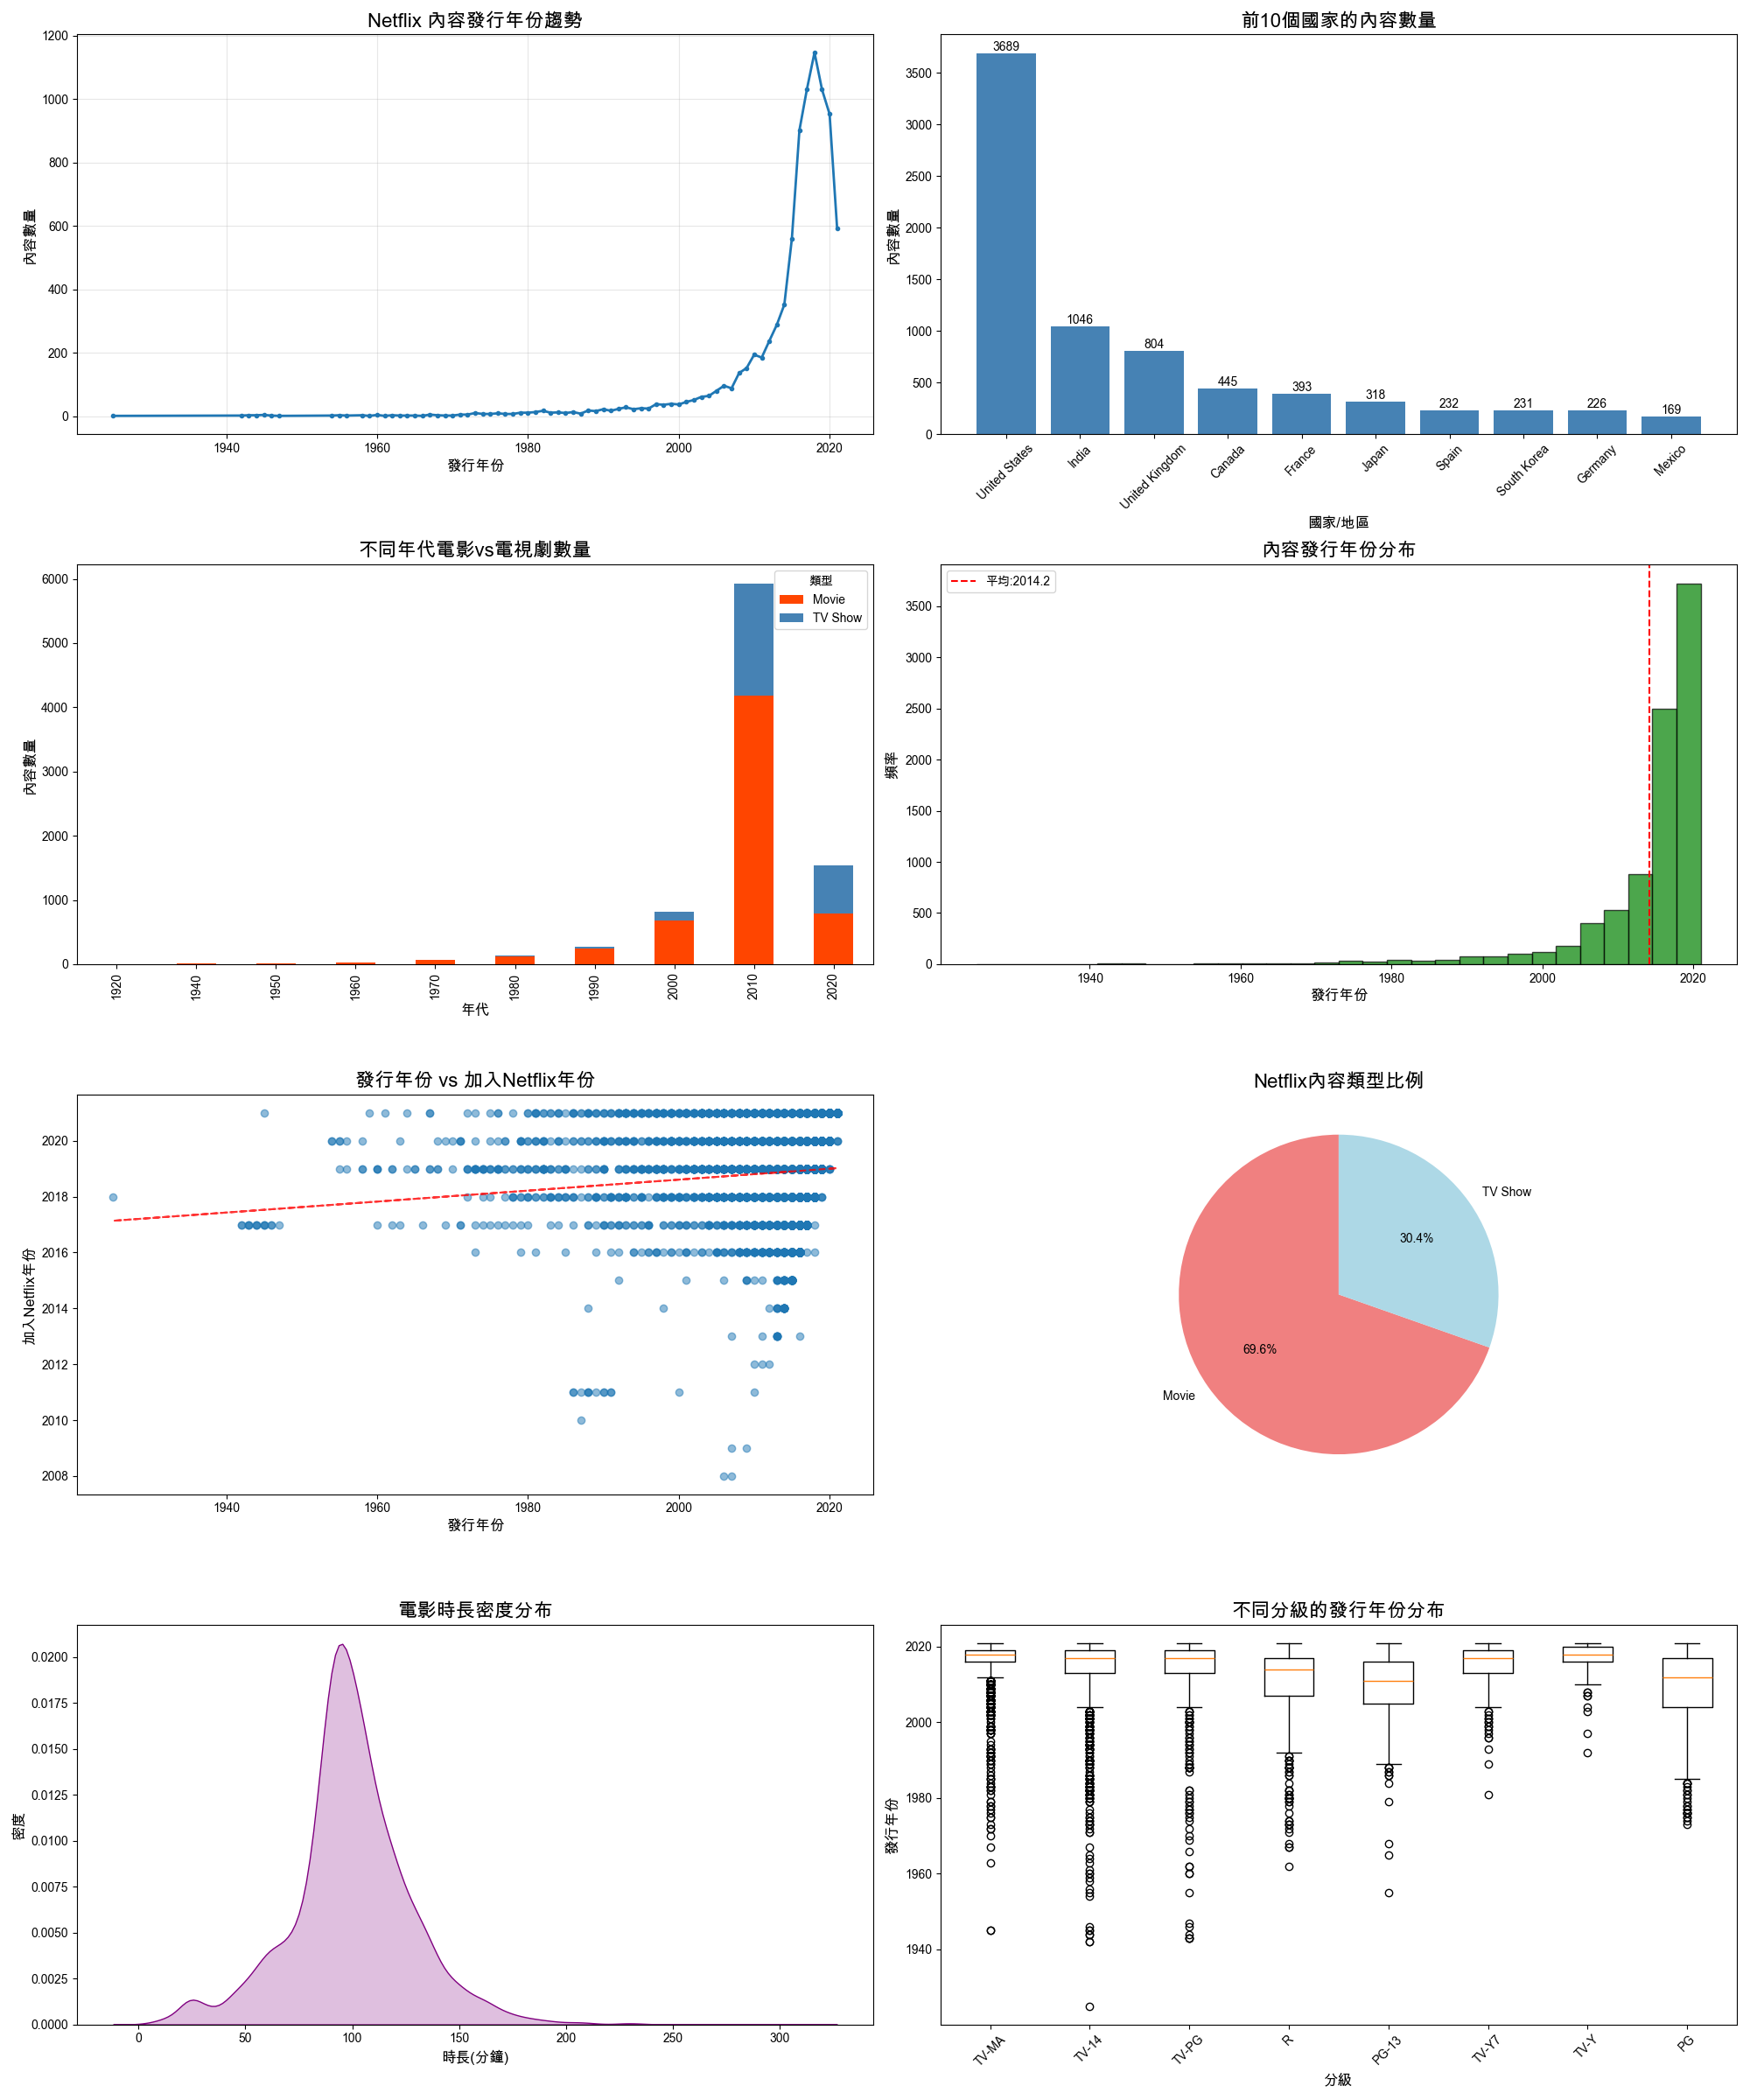 Netflix 內容發行年份趨勢
1200
1000
800
600
400
200
0
內容數量
1940
1960
1980
2000
2020
發行年份
前10個國家的內容數量
3500
3000
2500
2000
1500
1000
500
0
內容數量
3689
1046
804
445
393
318
232
231
226
169
United States
India
United Kingdom
Canada
France
Japan
Spain
South Korea
Germany
Mexico
國家/地區
不同年代電影vs電視劇數量
6000
5000
4000
3000
2000
1000
0
內容數量
類型
Movie
TV Show
1920
1940
1950
1960
1970
1980
1990
2000
2010
2020
年代
內容發行年份分布
平均:2014.2
3500
3000
2500
2000
1500
1000
500
0
頻率
1940
1960
1980
2000
2020
發行年份
發行年份 vs 加入Netflix年份
2020
2018
2016
2014
2012
2010
2008
加入Netflix年份
1940
1960
1980
2000
2020
發行年份
Netflix內容類型比例
TV Show
30.4%
69.6%
Movie
電影時長密度分布
0.0200
0.0175
0.0150
0.0125
0.0100
0.0075
0.0050
0.0025
0.0000
密度
0
50
100
150
200
250
300
時長(分鐘)
不同分級的發行年份分布
2020
2000
1980
1960
1940
發行年份
TV-MA
TV-14
TV-PG
R
PG-13
TV-Y7
TV-Y
PG
分級